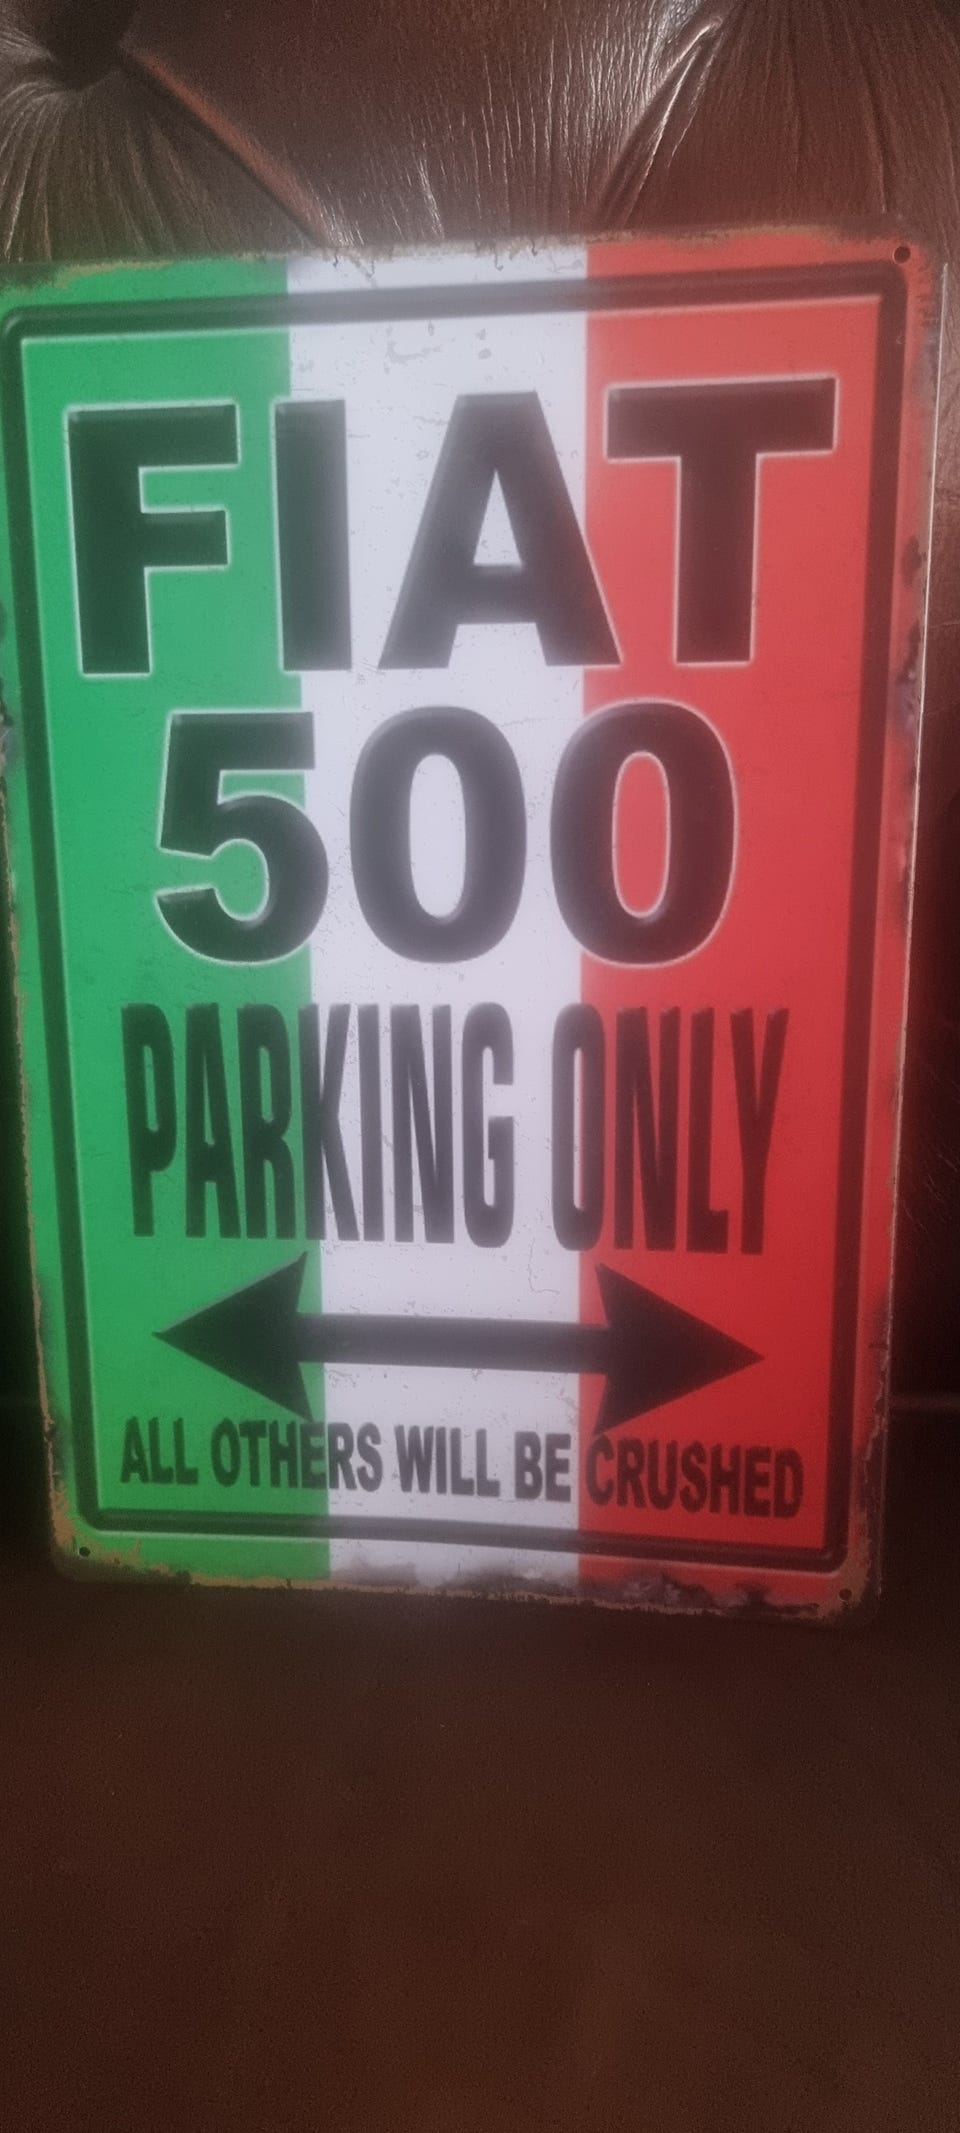 FIAT
500
PARKING ONLY
ALL OTHERS WILL BE CRUSHED